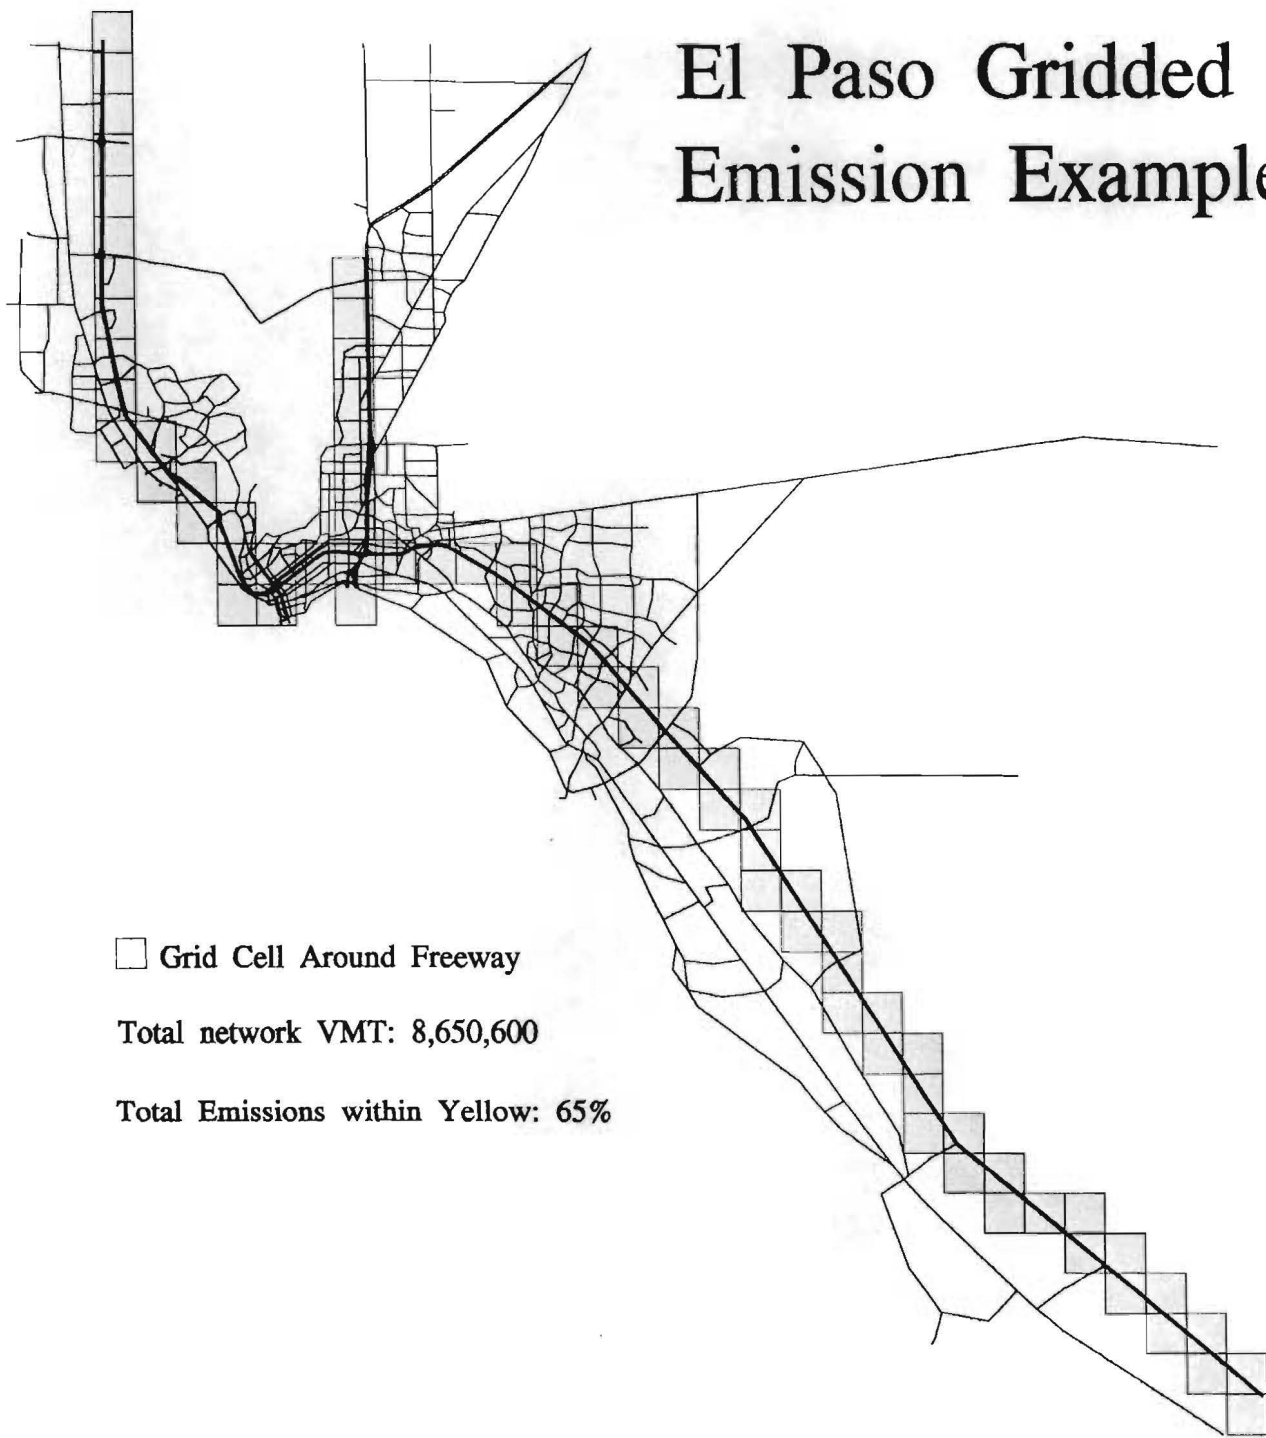 El Paso Gridded
Emission Example
Grid Cell Around Freeway
Total network VMT: 8,650,600
Total Emissions within Yellow: 65%